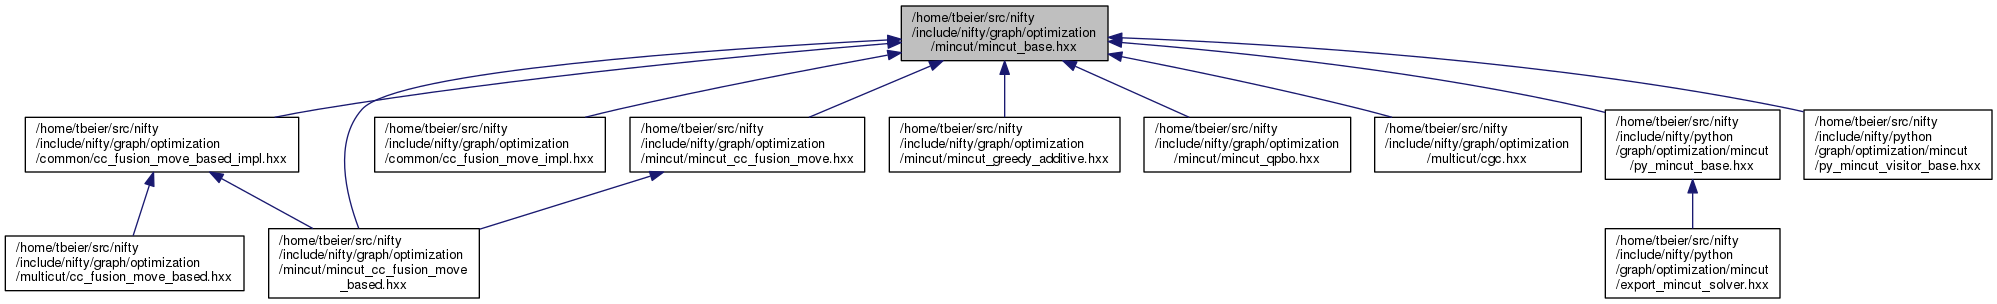 /home/tbeier/src/nifty
/include/nifty/graph/optimization
/mincut/mincut_base.hxx
/home/tbeier/src/nifty
/include/nifty/graph/optimization
/common/cc_fusion_move_based_impl.hxx
/home/tbeier/src/nifty
/include/nifty/graph/optimization
/common/cc_fusion_move_impl.hxx
/home/tbeier/src/nifty
/include/nifty/graph/optimization
/mincut/mincut_cc_fusion_move.hxx
/home/tbeier/src/nifty
/include/nifty/graph/optimization
/mincut/mincut_greedy_additive.hxx
/home/tbeier/src/nifty
/include/nifty/graph/optimization
/mincut/mincut_qpbo.hxx
/home/tbeier/src/nifty
/include/nifty/graph/optimization
/multicut/cgc.hxx
/home/tbeier/src/nifty
/include/nifty/python
/graph/optimization/mincut
/py_mincut_base.hxx
/home/tbeier/src/nifty
/include/nifty/python
/graph/optimization/mincut
/py_mincut_visitor_base.hxx
/home/tbeier/src/nifty
/include/nifty/graph/optimization
/multicut/cc_fusion_move_based.hxx
/home/tbeier/src/nifty
/include/nifty/graph/optimization
/mincut/mincut_cc_fusion_move
_based.hxx
/home/tbeier/src/nifty
/include/nifty/python
/graph/optimization/mincut
/export_mincut_solver.hxx